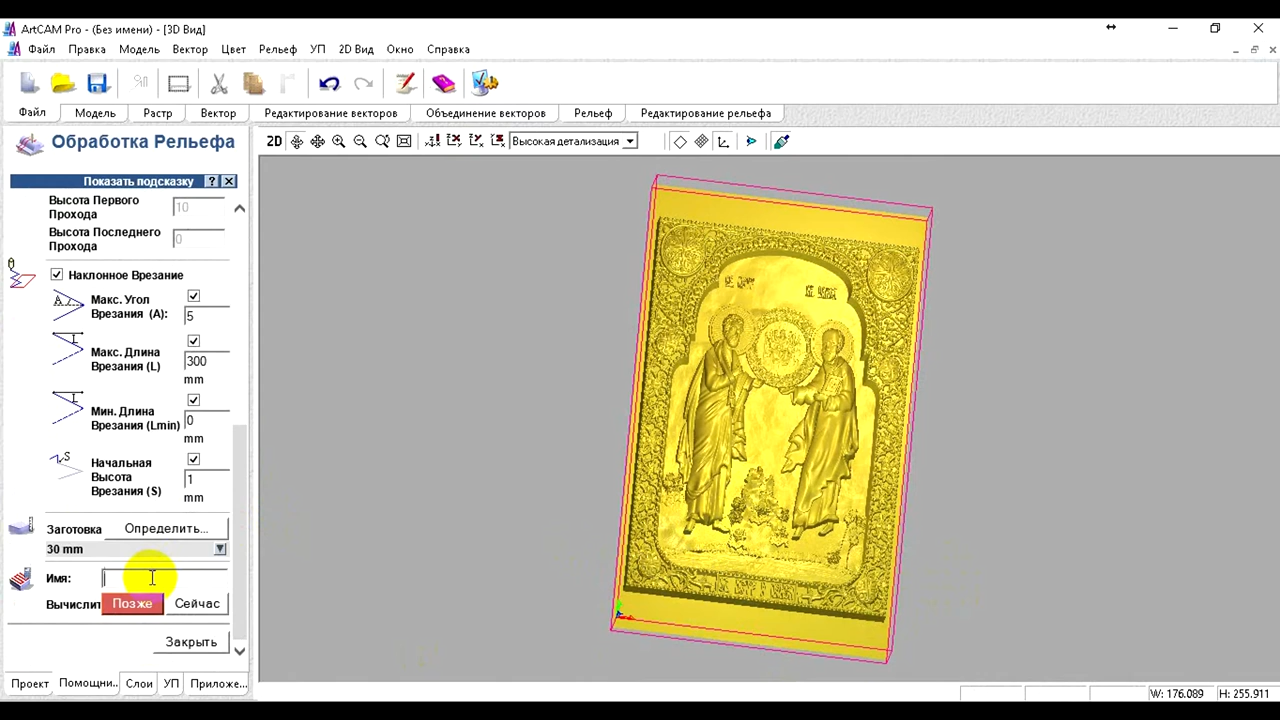 ArtCAM Pro - (Без имени) - [3D Вид]
Файл Правка Модель Вектор Цвет Рельеф УП 2D Вид Окно Справка
Файл Модель Растр Вектор Редактирование векторов Объединение векторов Рельеф Редактирование рельефа
Обработка Рельефа
2D Высокая детализация
Показать подсказку ?
Высота Первого
Прохода 10
Высота Последнего
Прохода 0
Наклонное Врезание
Макс. Угол
Врезания (A): 5
Макс. Длина
Врезания (L) 300
mm
Мин. Длина
Врезания (Lmin) 0
mm
Начальная
Высота
Врезания (S) 1
mm
Заготовка Определить...
30 mm
Имя:
Вычислит Позже Сейчас
Закрыть
Проект Помощни.. Слои УП Приложе...
W: 176.089 H: 255.911